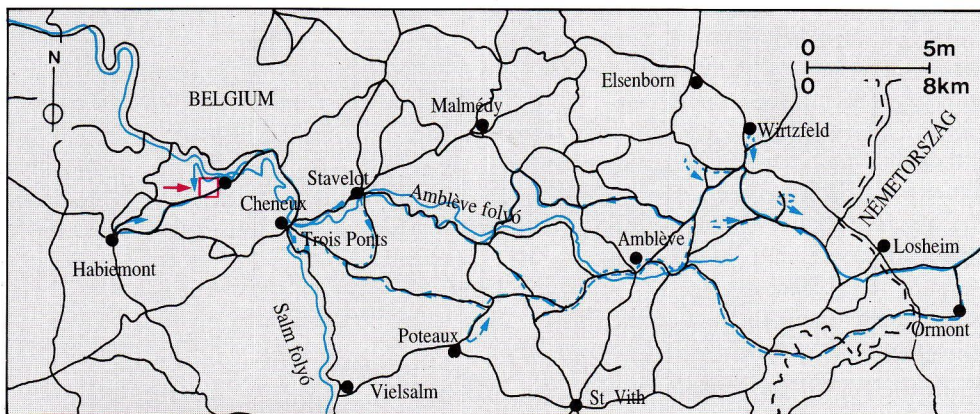 N
BELGIUM
Malmédy
Elsenborn
0 5m
0 8km
Wirtzfeld
NÉMETORSZÁG
Stavelot
Amblève folyó
Cheneux
Trois Ponts
Amblève
Losheim
Habiemont
Salm folyó
Poteaux
Ormont
Vielsalm
St. Vith